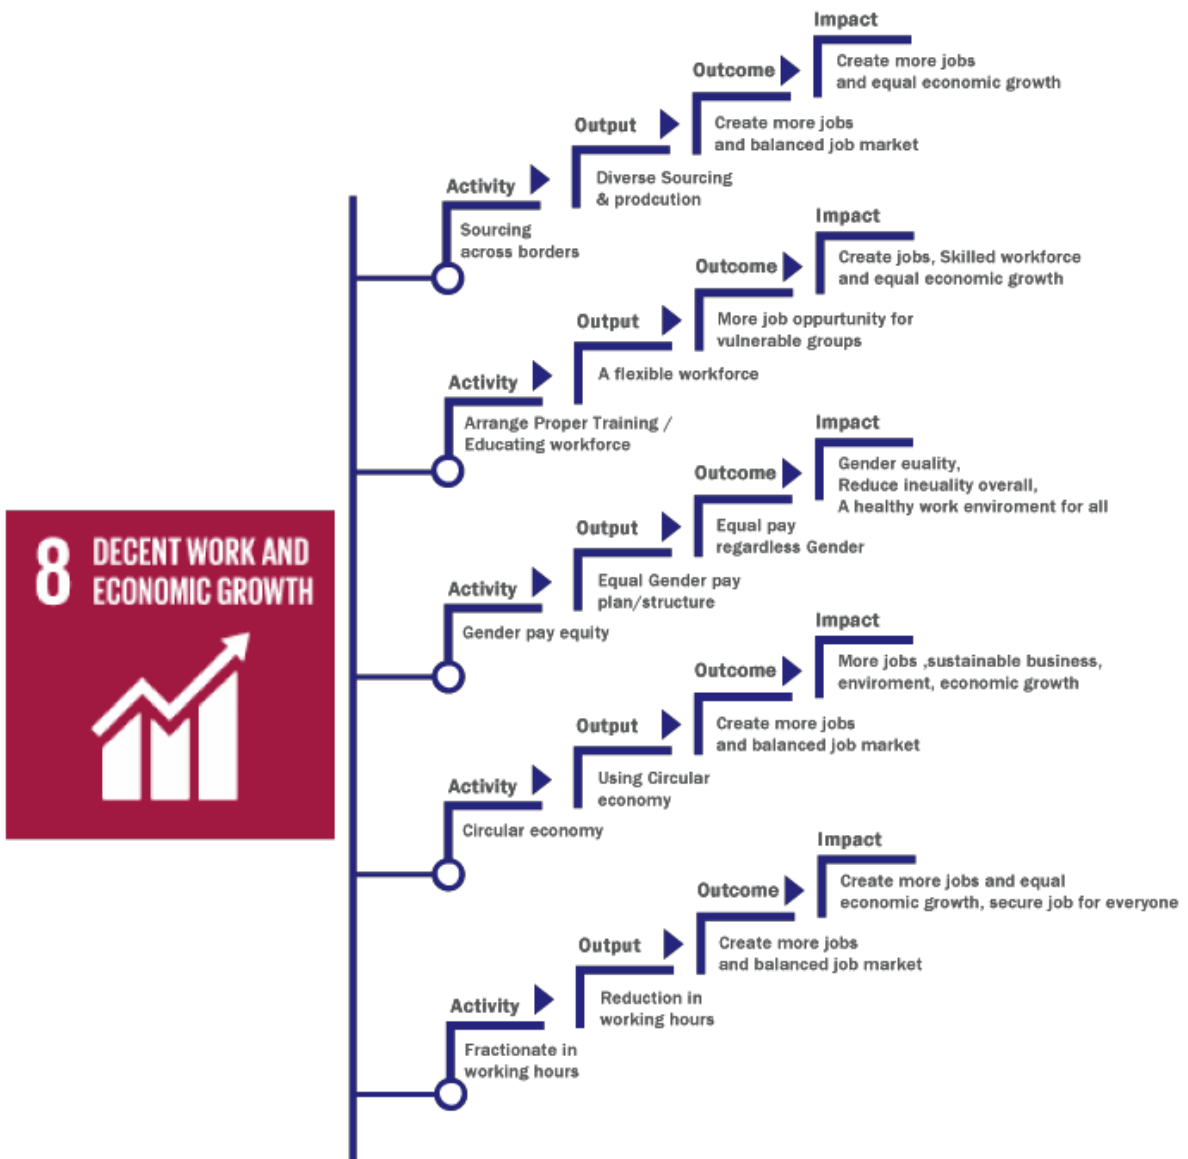 8 DECENT WORK AND
ECONOMIC GROWTH
Activity
Sourcing
across borders
Output
Diverse Sourcing
& prodcution
Outcome
Create more jobs
and balanced job market
Impact
Create more jobs
and equal economic growth
Activity
Arrange Proper Training /
Educating workforce
Output
A flexible workforce
Outcome
More job oppurtunity for
vulnerable groups
Impact
Create jobs, Skilled workforce
and equal economic growth
Activity
Gender pay equity
Output
Equal Gender pay
plan/structure
Outcome
Equal pay
regardless Gender
Impact
Gender euality,
Reduce ineuality overall,
A healthy work enviroment for all
Activity
Circular economy
Output
Using Circular
economy
Outcome
Create more jobs
and balanced job market
Impact
More jobs ,sustainable business,
enviroment, economic growth
Activity
Fractionate in
working hours
Output
Reduction in
working hours
Outcome
Create more jobs
and balanced job market
Impact
Create more jobs and equal
economic growth, secure job for everyone